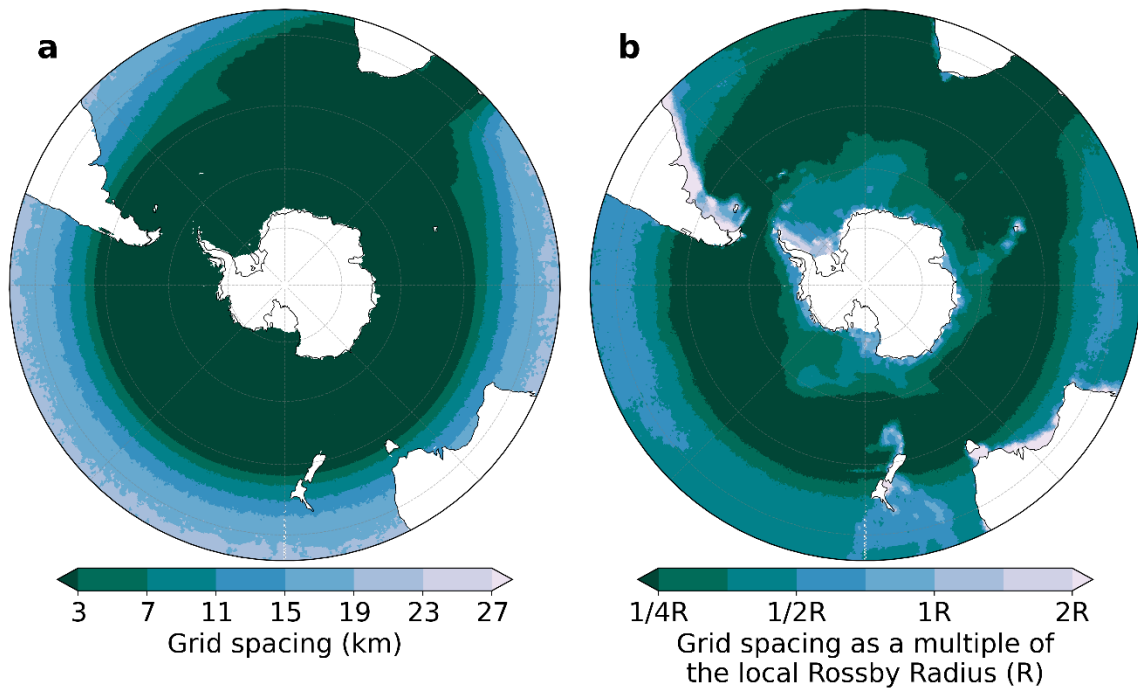 a
b
3 7 11 15 19 23 27
Grid spacing (km)
1/4R 1/2R 1R 2R
Grid spacing as a multiple of
the local Rossby Radius (R)